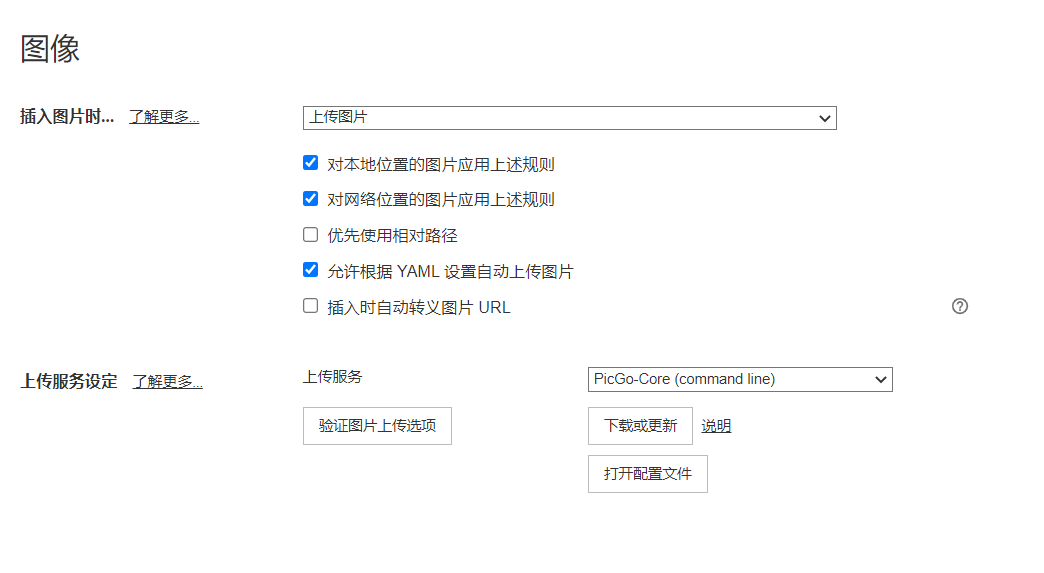 图像
插入图片时... 了解更多... 上传图片
对本地位置的图片应用上述规则
对网络位置的图片应用上述规则
优先使用相对路径
允许根据 YAML 设置自动上传图片
插入时自动转义图片 URL
上传服务设定 了解更多... 上传服务 PicGo-Core (command line)
验证图片上传选项 下载或更新 说明
打开配置文件